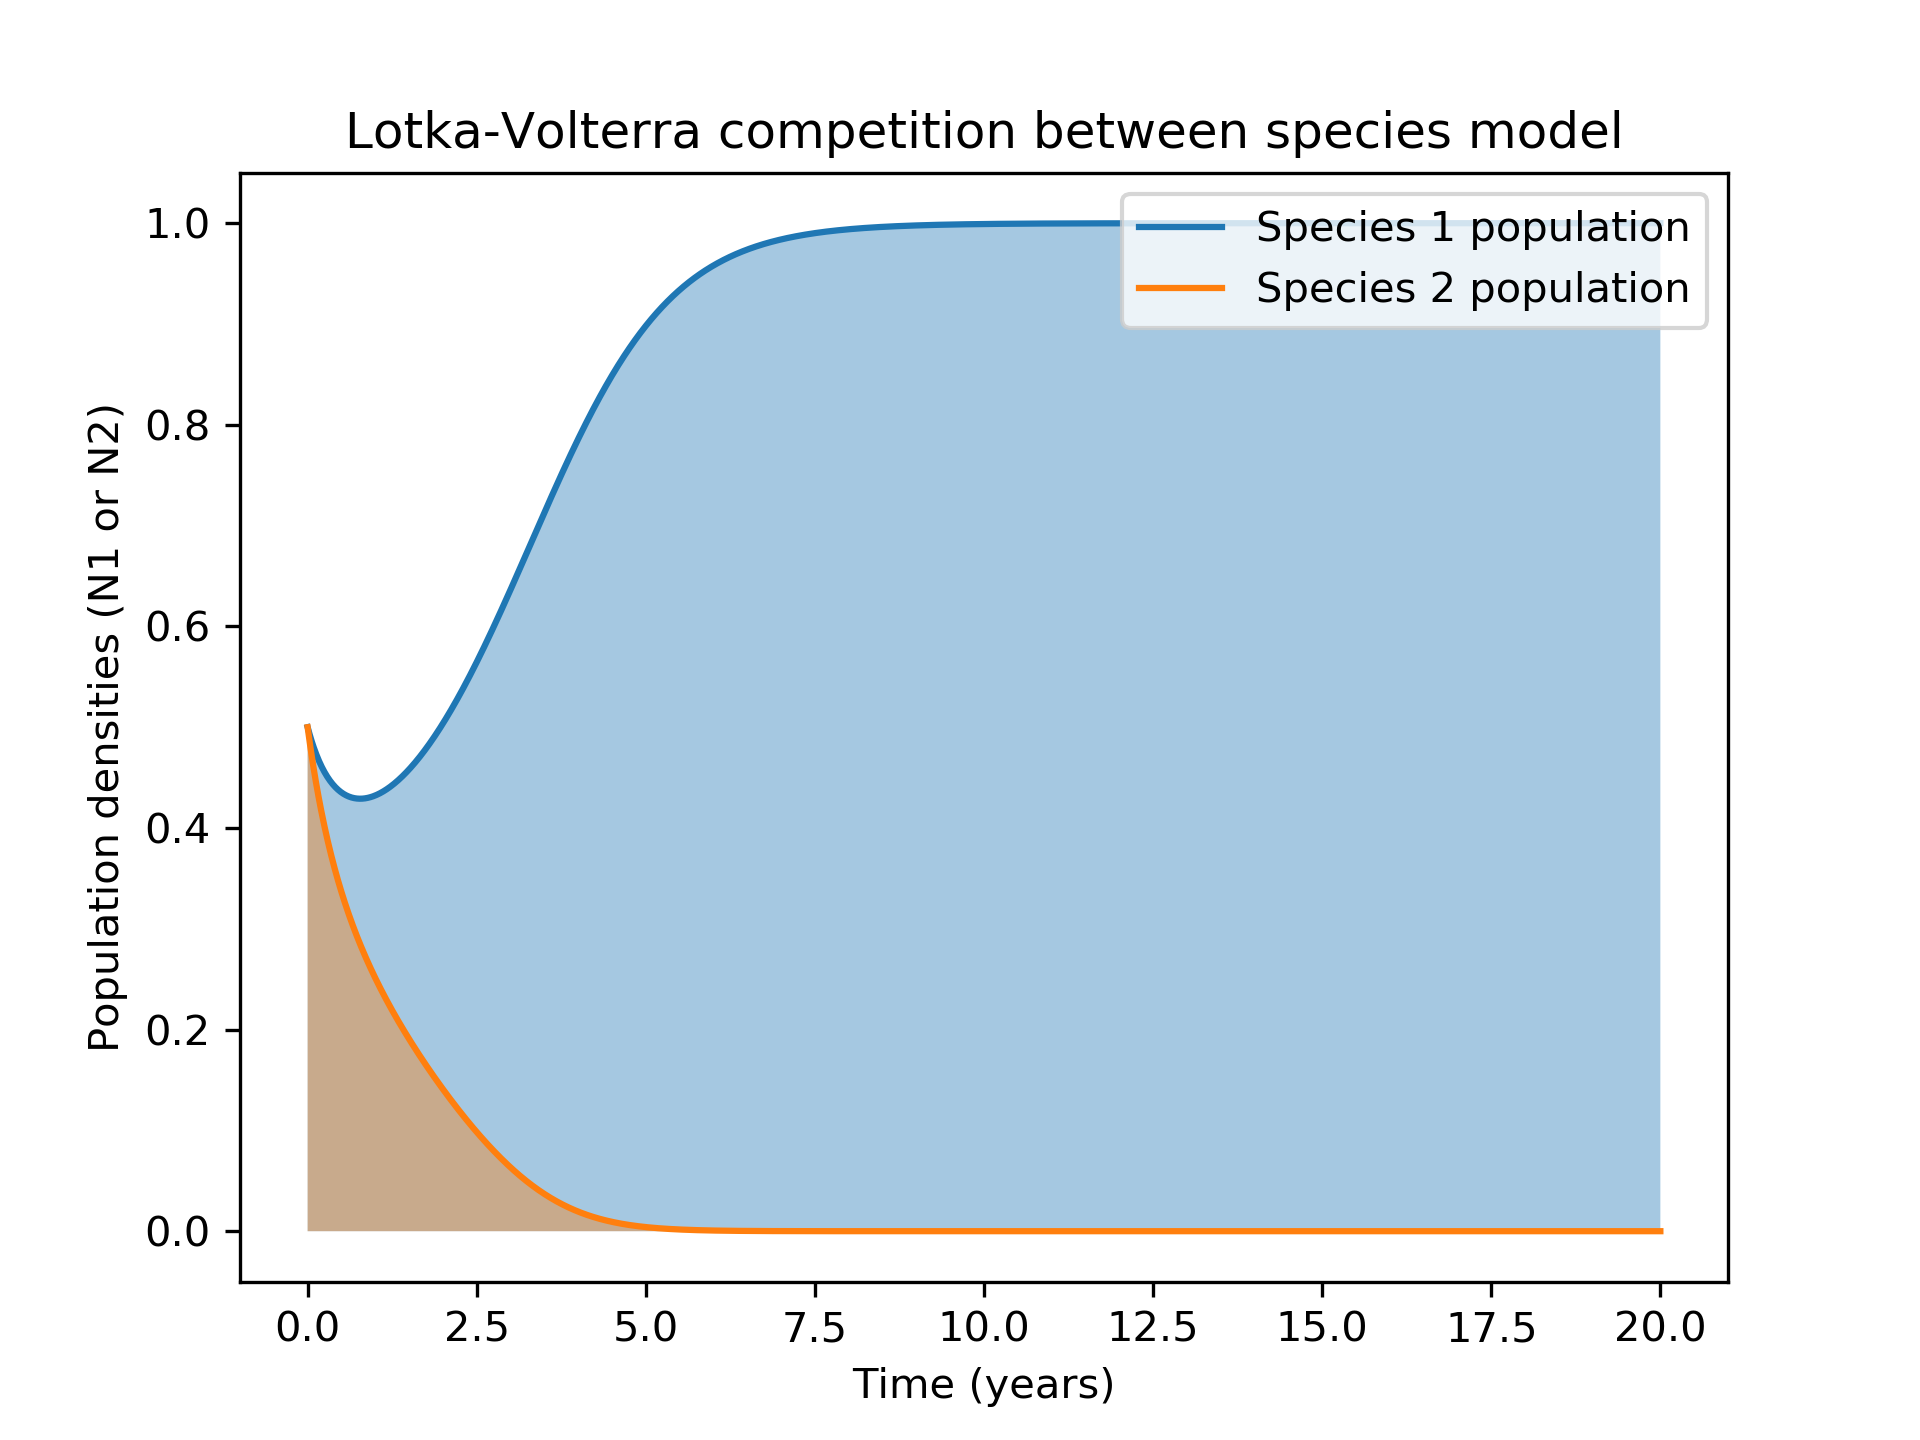 Lotka-Volterra competition between species model
Species 1 population
Species 2 population
Population densities (N1 or N2)
1.0
0.8
0.6
0.4
0.2
0.0
0.0 2.5 5.0 7.5 10.0 12.5 15.0 17.5 20.0
Time (years)